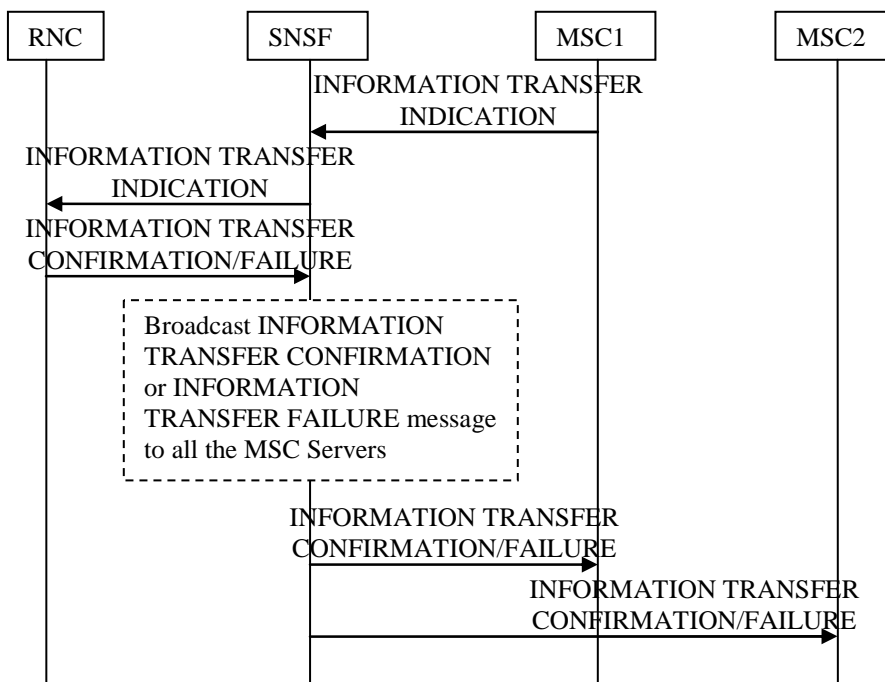 RNC
SNSF
MSC1
MSC2
INFORMATION TRANSFER
INDICATION
INFORMATION TRANSFER
INDICATION
INFORMATION TRANSFER
CONFIRMATION/FAILURE
Broadcast INFORMATION
TRANSFER CONFIRMATION
or INFORMATION
TRANSFER FAILURE message
to all the MSC Servers
INFORMATION TRANSFER
CONFIRMATION/FAILURE
INFORMATION TRANSFER
CONFIRMATION/FAILURE